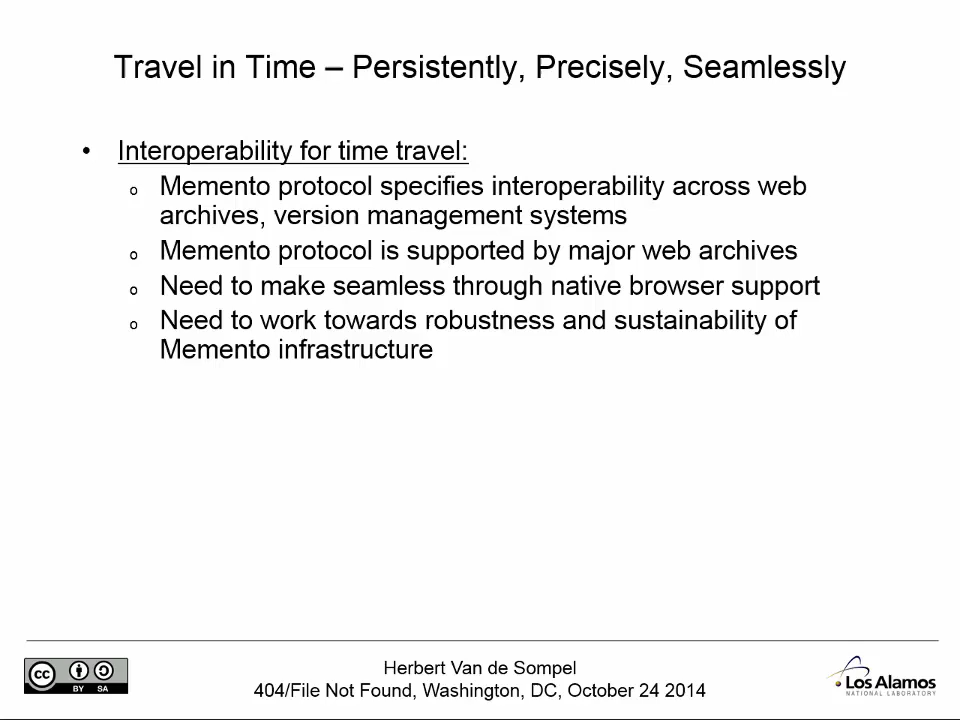 Travel in Time – Persistently, Precisely, Seamlessly
• Interoperability for time travel:
o Memento protocol specifies interoperability across web
archives, version management systems
o Memento protocol is supported by major web archives
o Need to make seamless through native browser support
o Need to work towards robustness and sustainability of
Memento infrastructure
cc BY SA
Herbert Van de Sompel
404/File Not Found, Washington, DC, October 24 2014
Los Alamos
NATIONAL LABORATORY